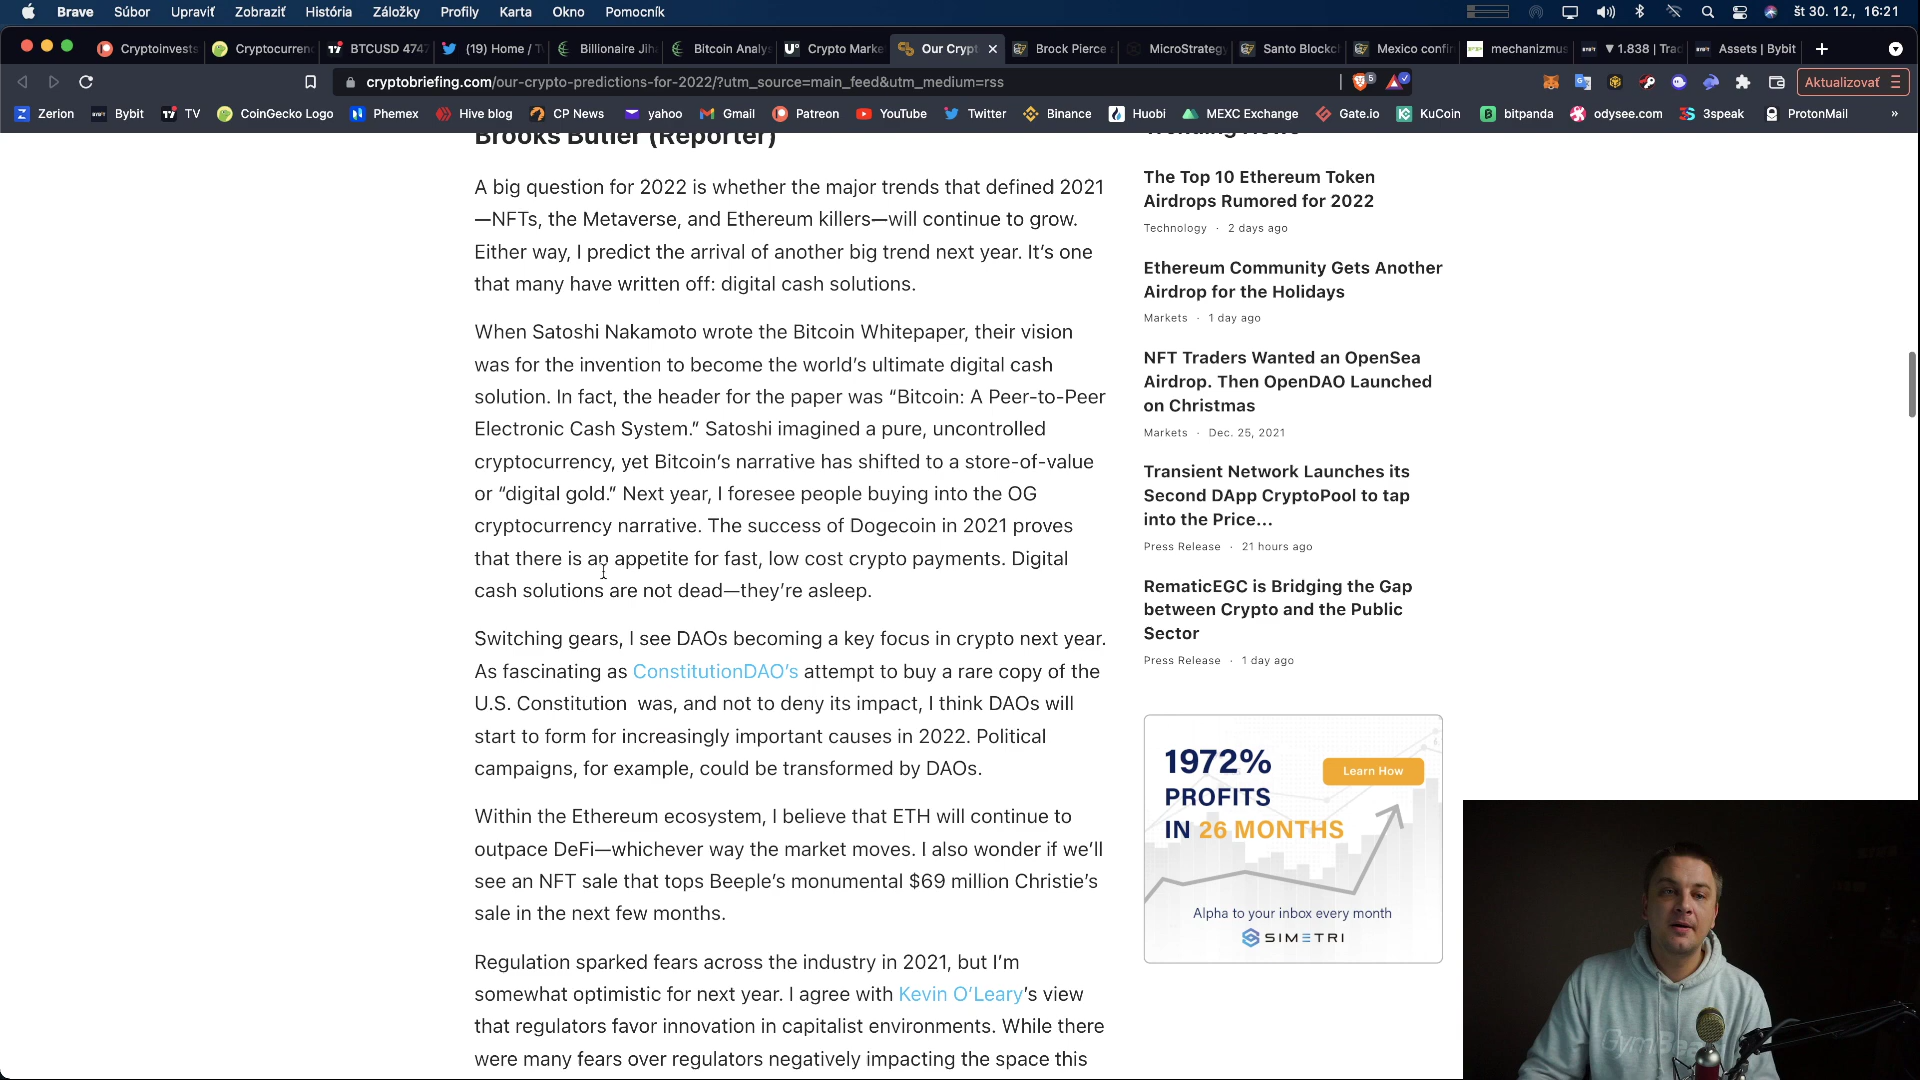 Brave Súbor Upraviť Zobraziť História Záložky Profily Karta Okno Pomocník št 30. 12., 16:21
Cryptoinvest Cryptocurren BTCUSD 474 (19) Home / T Billionaire Jih Bitcoin Analy Crypto Marke Our Crypt Brock Pierce MicroStrategy Santo Blockch Mexico confi mechanizmus ▼ 1.838 | Tra Assets | Bybit
cryptobriefing.com/our-crypto-predictions-for-2022/?utm_source=main_feed&utm_medium=rss 5 Aktualizovať
Zerion Bybit TV CoinGecko Logo Phemex Hive blog CP News yahoo Gmail Patreon YouTube Twitter Binance Huobi MEXC Exchange Gate.io KuCoin bitpanda odysee.com 3speak ProtonMail »
Brooks Butler (Reporter)
A big question for 2022 is whether the major trends that defined 2021
—NFTs, the Metaverse, and Ethereum killers—will continue to grow.
Either way, I predict the arrival of another big trend next year. It’s one
that many have written off: digital cash solutions.
When Satoshi Nakamoto wrote the Bitcoin Whitepaper, their vision
was for the invention to become the world’s ultimate digital cash
solution. In fact, the header for the paper was “Bitcoin: A Peer-to-Peer
Electronic Cash System.” Satoshi imagined a pure, uncontrolled
cryptocurrency, yet Bitcoin’s narrative has shifted to a store-of-value
or “digital gold.” Next year, I foresee people buying into the OG
cryptocurrency narrative. The success of Dogecoin in 2021 proves
that there is an appetite for fast, low cost crypto payments. Digital
cash solutions are not dead—they’re asleep.
Switching gears, I see DAOs becoming a key focus in crypto next year.
As fascinating as ConstitutionDAO’s attempt to buy a rare copy of the
U.S. Constitution was, and not to deny its impact, I think DAOs will
start to form for increasingly important causes in 2022. Political
campaigns, for example, could be transformed by DAOs.
Within the Ethereum ecosystem, I believe that ETH will continue to
outpace DeFi—whichever way the market moves. I also wonder if we’ll
see an NFT sale that tops Beeple’s monumental $69 million Christie’s
sale in the next few months.
Regulation sparked fears across the industry in 2021, but I’m
somewhat optimistic for next year. I agree with Kevin O’Leary’s view
that regulators favor innovation in capitalist environments. While there
were many fears over regulators negatively impacting the space this
The Top 10 Ethereum Token
Airdrops Rumored for 2022
Technology · 2 days ago
Ethereum Community Gets Another
Airdrop for the Holidays
Markets · 1 day ago
NFT Traders Wanted an OpenSea
Airdrop. Then OpenDAO Launched
on Christmas
Markets · Dec. 25, 2021
Transient Network Launches its
Second DApp CryptoPool to tap
into the Price...
Press Release · 21 hours ago
RematicEGC is Bridging the Gap
between Crypto and the Public
Sector
Press Release · 1 day ago
1972%
PROFITS
IN 26 MONTHS
Learn How
Alpha to your inbox every month
SIMETRI